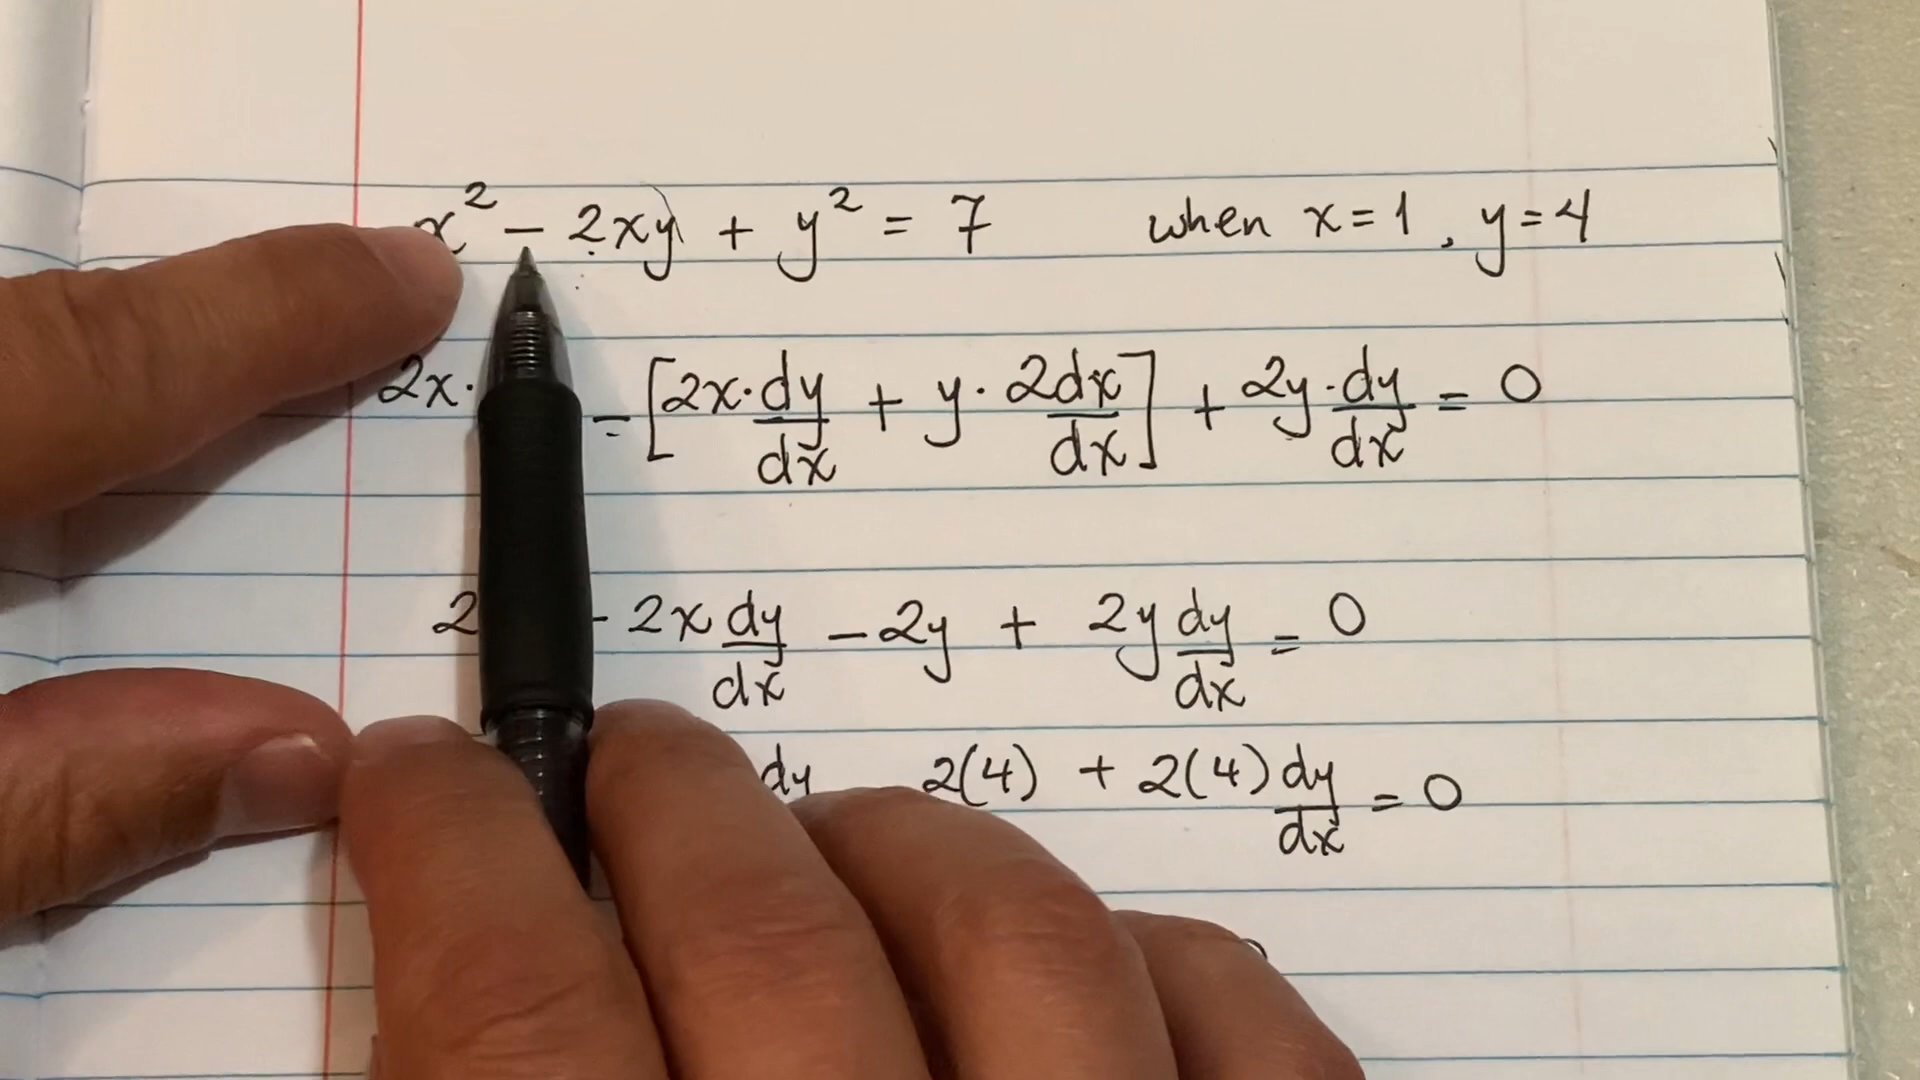 x² - 2xy + y² = 7 when x = 1, y = 4
2x· - [2x·dy/dx + y·2dx/dx] + 2y·dy/dx = 0
2 - 2x dy/dx - 2y + 2y dy/dx = 0
dy 2(4) + 2(4) dy/dx = 0